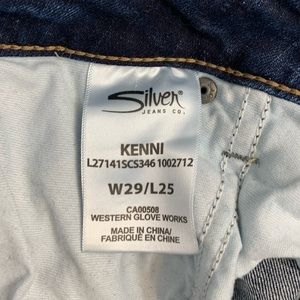 Silver®
JEANS CO.
KENNI
L27141SCS346 1002712
W29/L25
CA00508
WESTERN GLOVE WORKS
MADE IN CHINA/
FABRIQUÉ EN CHINE